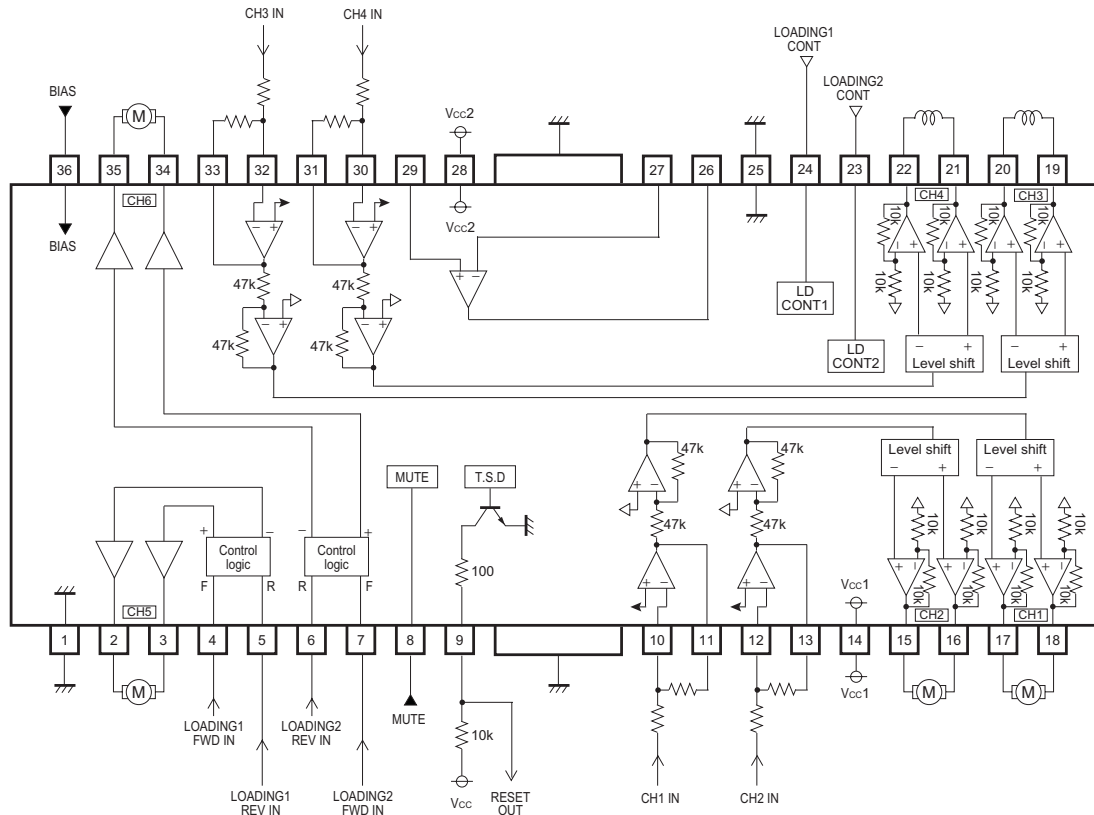 CH3 IN
CH4 IN
LOADING1
CONT
LOADING2
CONT
BIAS
M
Vcc2
36
35
34
33
32
31
30
29
28
27
26
25
24
23
22
21
20
19
BIAS
CH6
Vcc2
CH4
CH3
10k
10k
10k
10k
10k
10k
10k
10k
− +
− +
+ −
− +
− +
− +
− +
47k
47k
− +
− +
47k
47k
LD
CONT1
LD
CONT2
− +
Level shift
− +
Level shift
MUTE
T.S.D
47k
47k
+ −
+ −
47k
47k
Level shift
− +
Level shift
− +
10k
10k
10k
10k
+ −
Control
logic
F R
− +
Control
logic
R F
100
+ −
+ −
+ −
+ −
+ −
+ −
10k
10k
10k
10k
Vcc1
CH5
CH2
CH1
1
2
3
4
5
6
7
8
9
10
11
12
13
14
15
16
17
18
M
LOADING1
FWD IN
LOADING2
REV IN
MUTE
10k
Vcc1
M
M
LOADING1
REV IN
LOADING2
FWD IN
Vcc
RESET
OUT
CH1 IN
CH2 IN